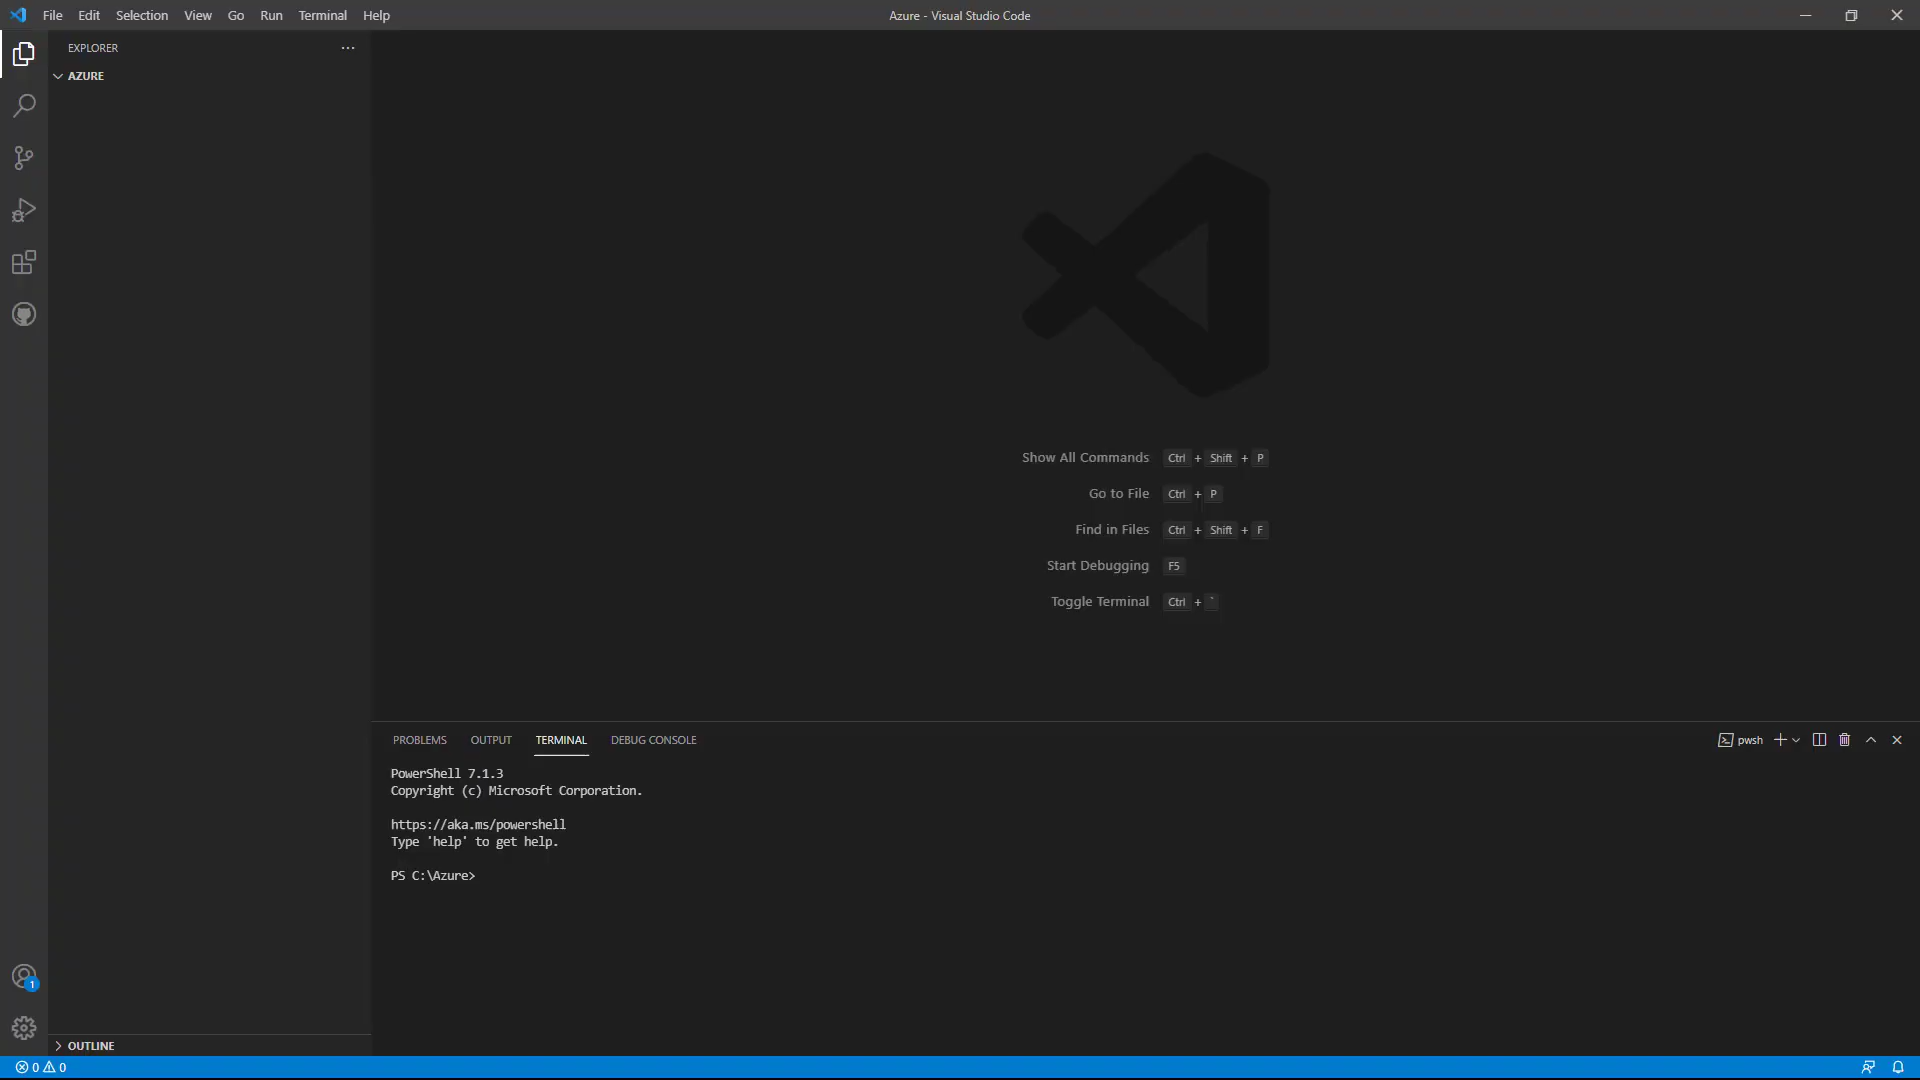 File Edit Selection View Go Run Terminal Help
Azure - Visual Studio Code
EXPLORER
AZURE
Show All Commands Ctrl + Shift + P
Go to File Ctrl + P
Find in Files Ctrl + Shift + F
Start Debugging F5
Toggle Terminal Ctrl + `
PROBLEMS OUTPUT TERMINAL DEBUG CONSOLE
pwsh
PowerShell 7.1.3
Copyright (c) Microsoft Corporation.
https://aka.ms/powershell
Type 'help' to get help.
PS C:\Azure>
1
OUTLINE
0 0